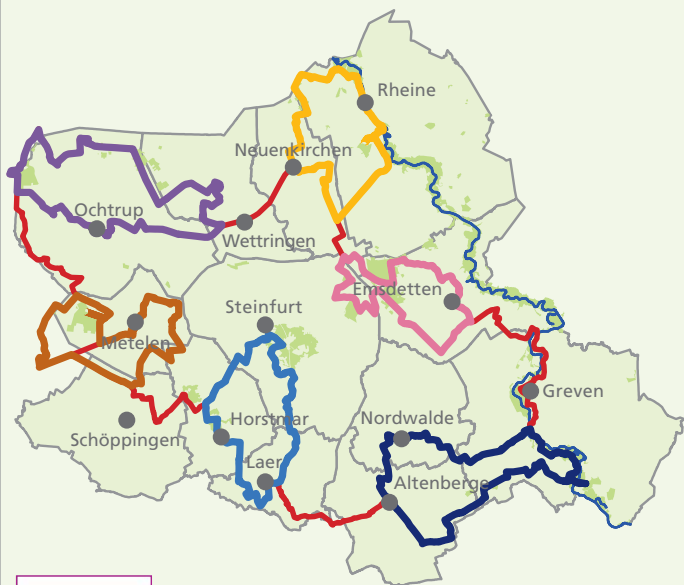 Rheine
Neuenkirchen
Ochtrup
Wettringen
Emsdetten
Steinfurt
Metelen
Greven
Horstmar
Nordwalde
Schöppingen
Laer
Altenberge